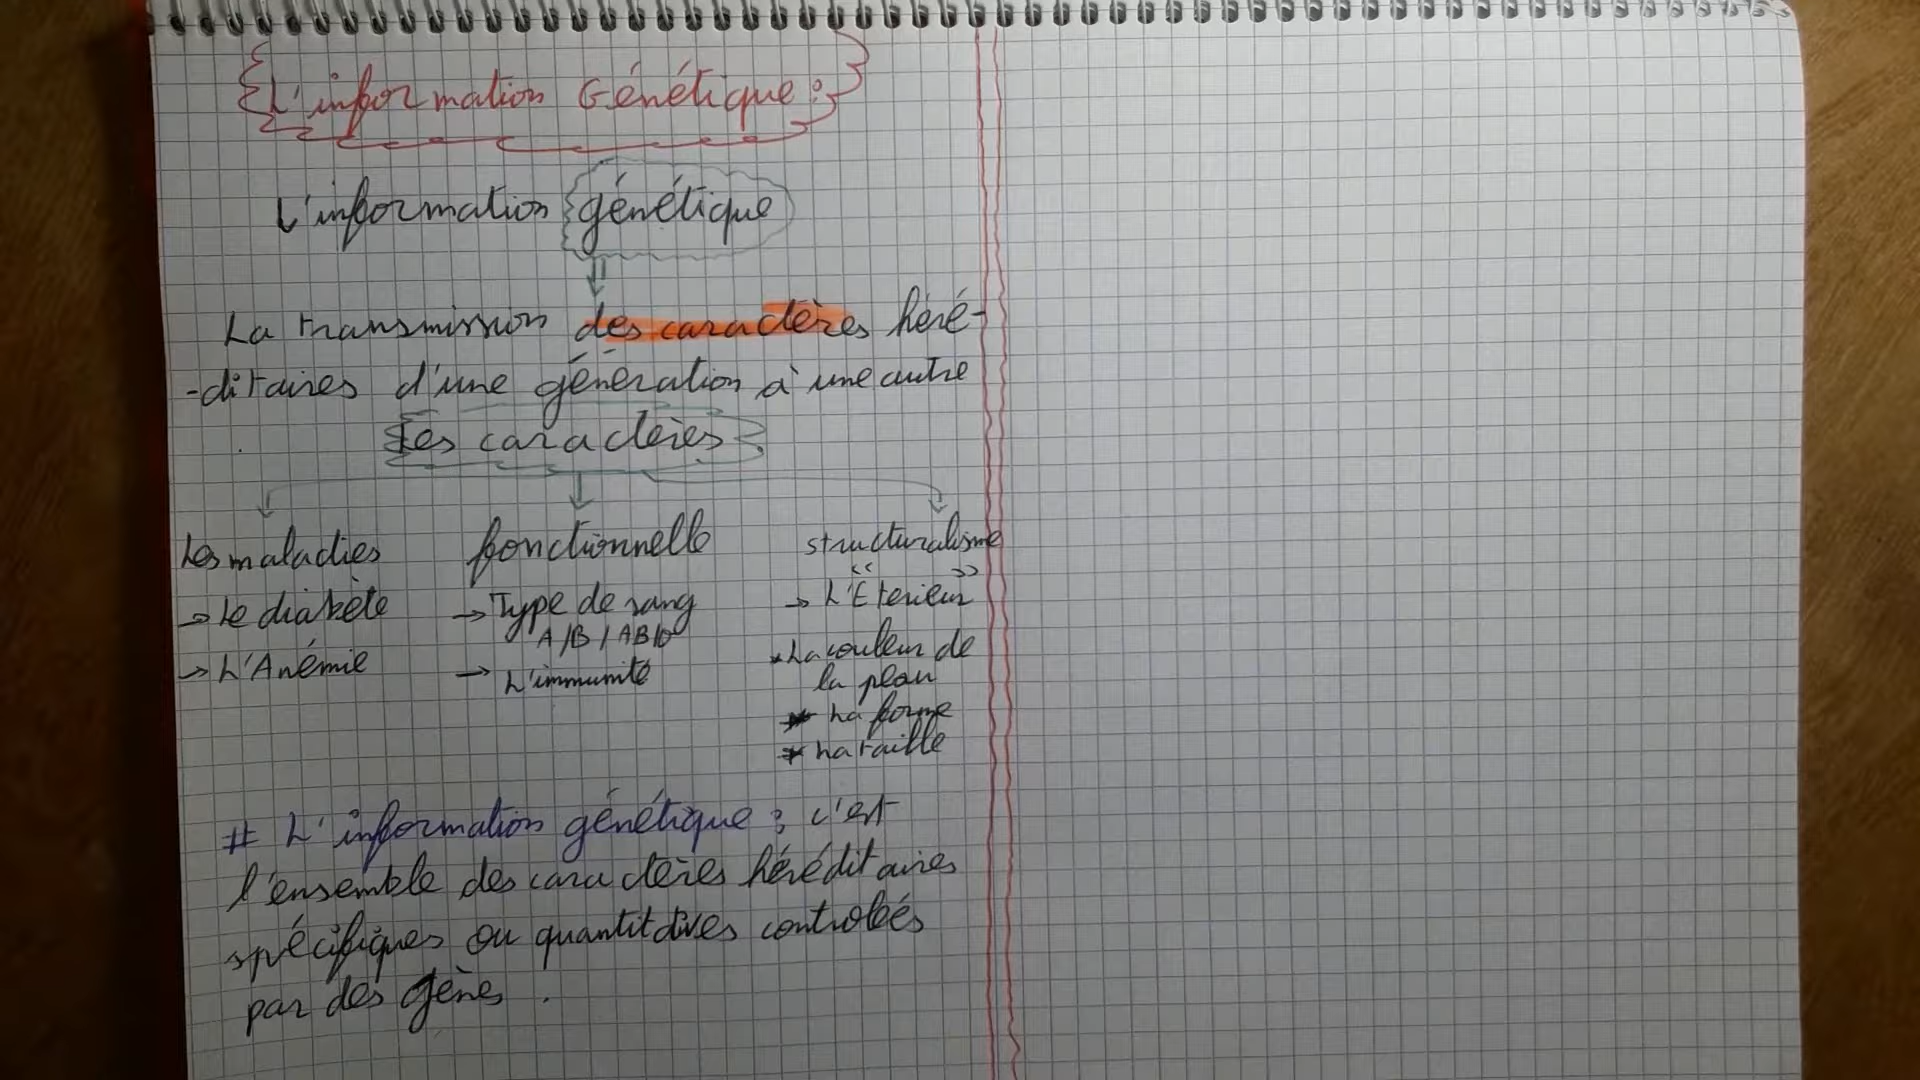 L'information Génétique :
L'information génétique
La transmission des caractères héré-
-ditaires d'une génération à une autre
Les caractères
Les maladies fonctionnelle structuralisme
→ Le diabète → Type de sang → L'"Éterieur"
A/B/AB/O
→ L'Anémie → L'immunité * La couleur de
la peau
* La forme
* La taille
# L'information génétique : c'est
l'ensemble des caractères héréditaires
spécifiques ou quantitatives controlés
par des gènes.